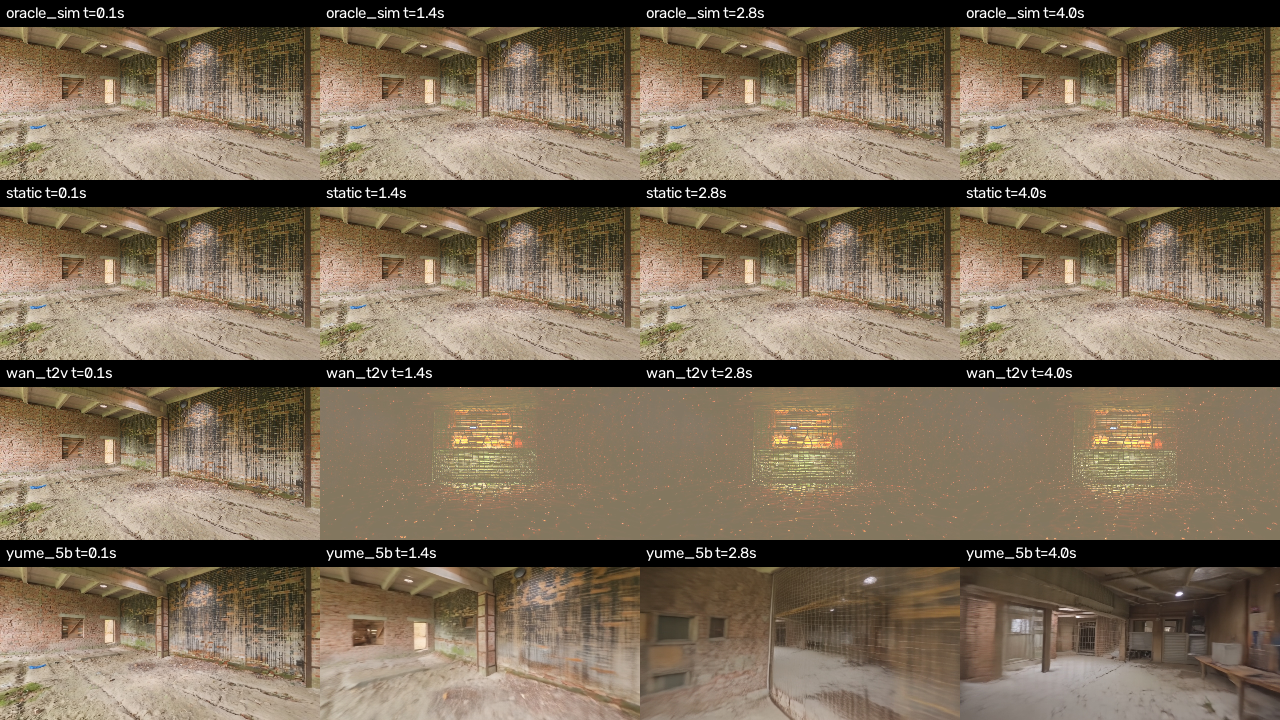 oracle_sim t=0.1s
oracle_sim t=1.4s
oracle_sim t=2.8s
oracle_sim t=4.0s
static t=0.1s
static t=1.4s
static t=2.8s
static t=4.0s
wan_t2v t=0.1s
wan_t2v t=1.4s
wan_t2v t=2.8s
wan_t2v t=4.0s
yume_5b t=0.1s
yume_5b t=1.4s
yume_5b t=2.8s
yume_5b t=4.0s